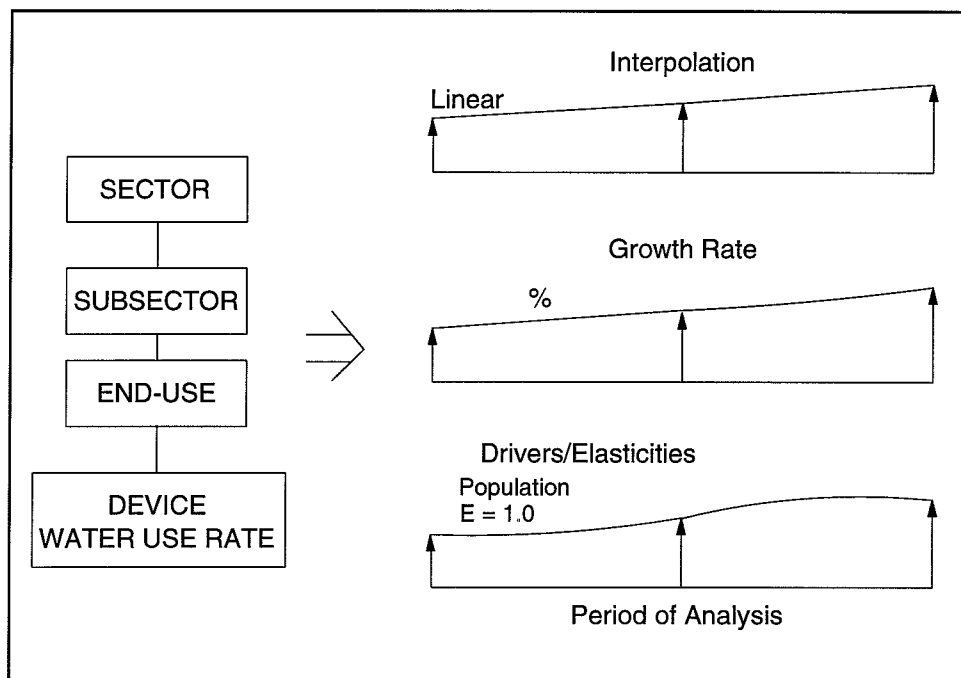 SECTOR
SUBSECTOR
END-USE
DEVICE
WATER USE RATE
Interpolation
Linear
Growth Rate
%
Drivers/Elasticities
Population
E = 1.0
Period of Analysis